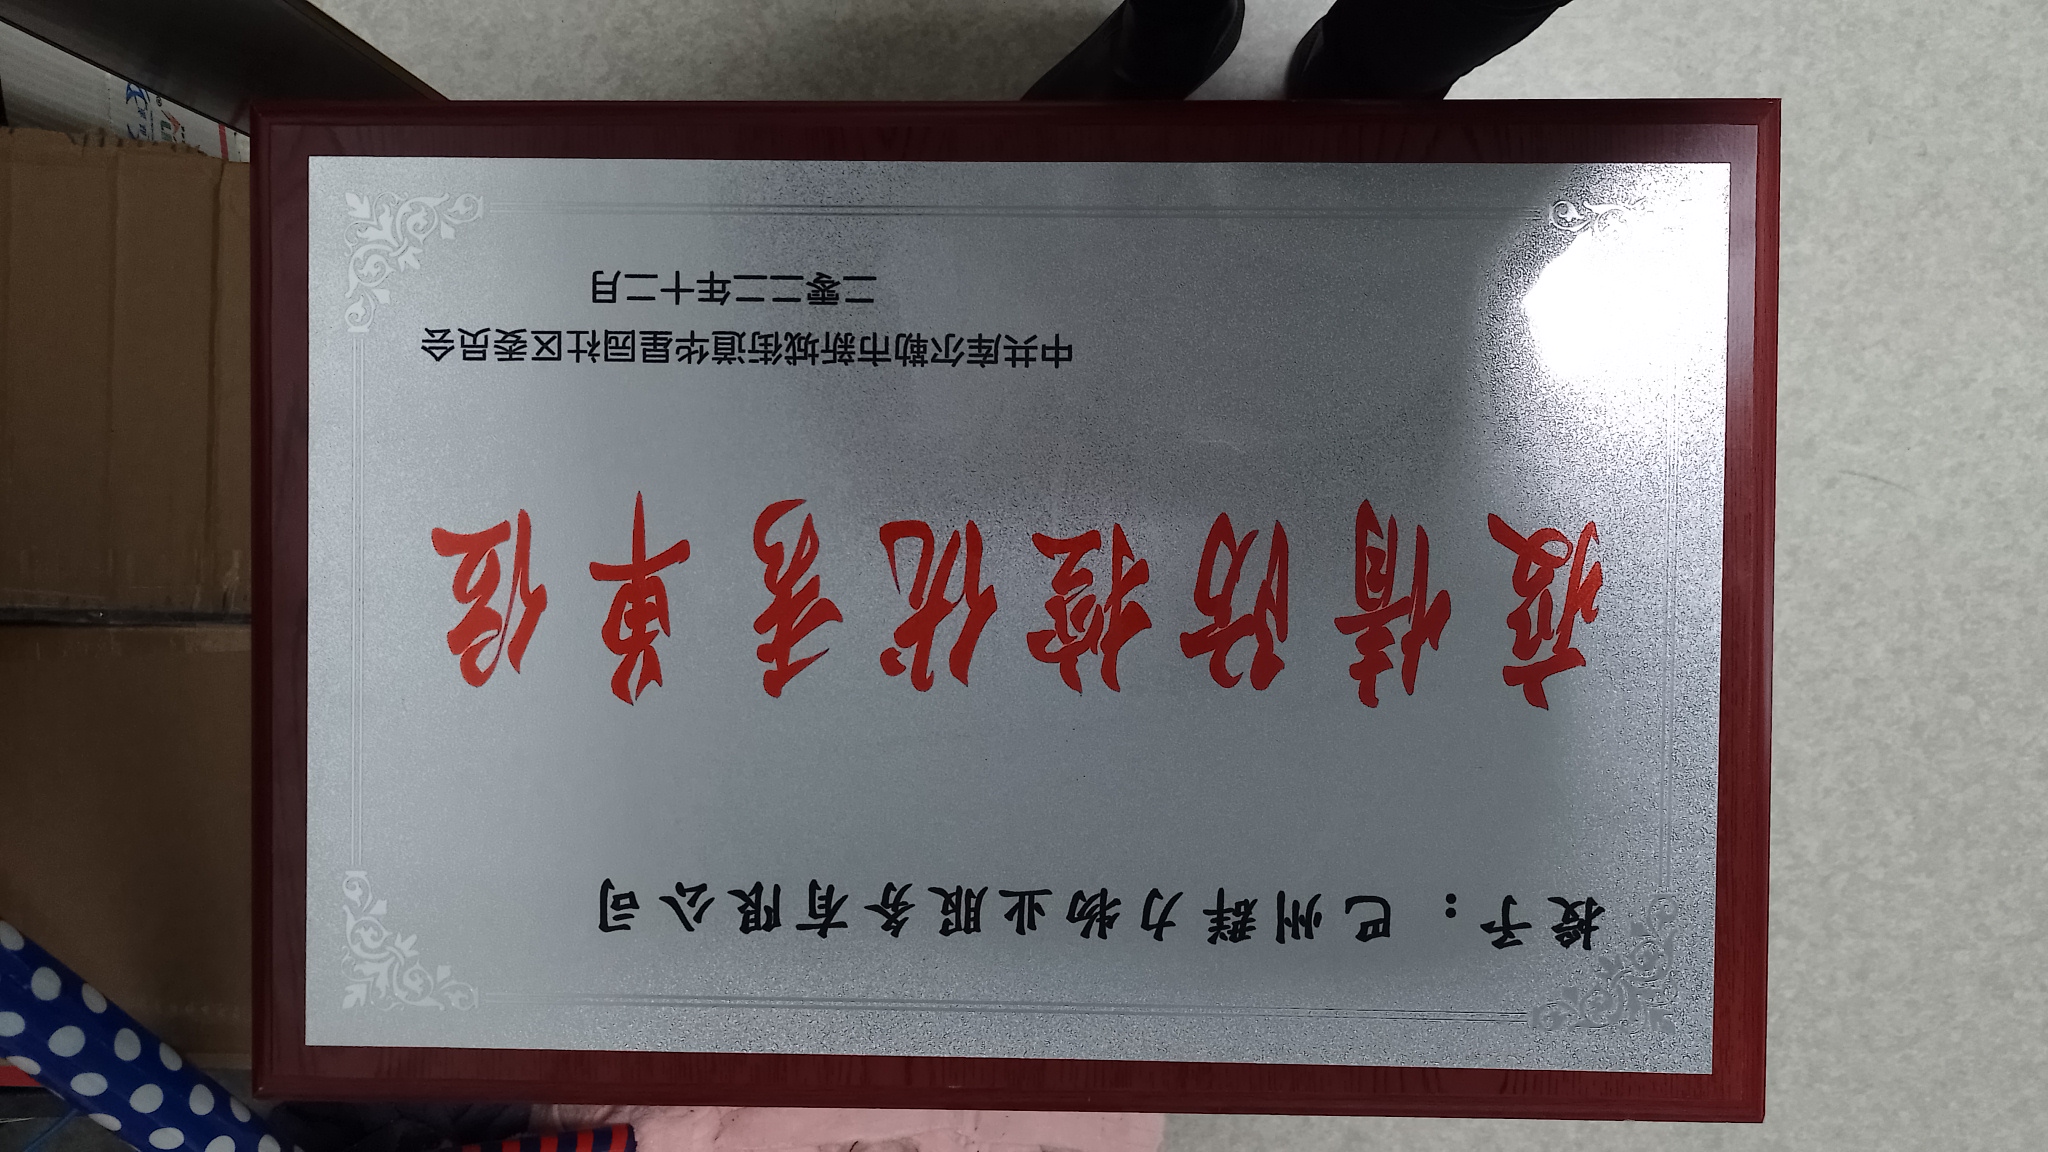 授予：巴州群力物业服务有限公司
疫情防控优秀单位
中共库尔勒市新城街道华星园社区委员会
二零二二年十二月